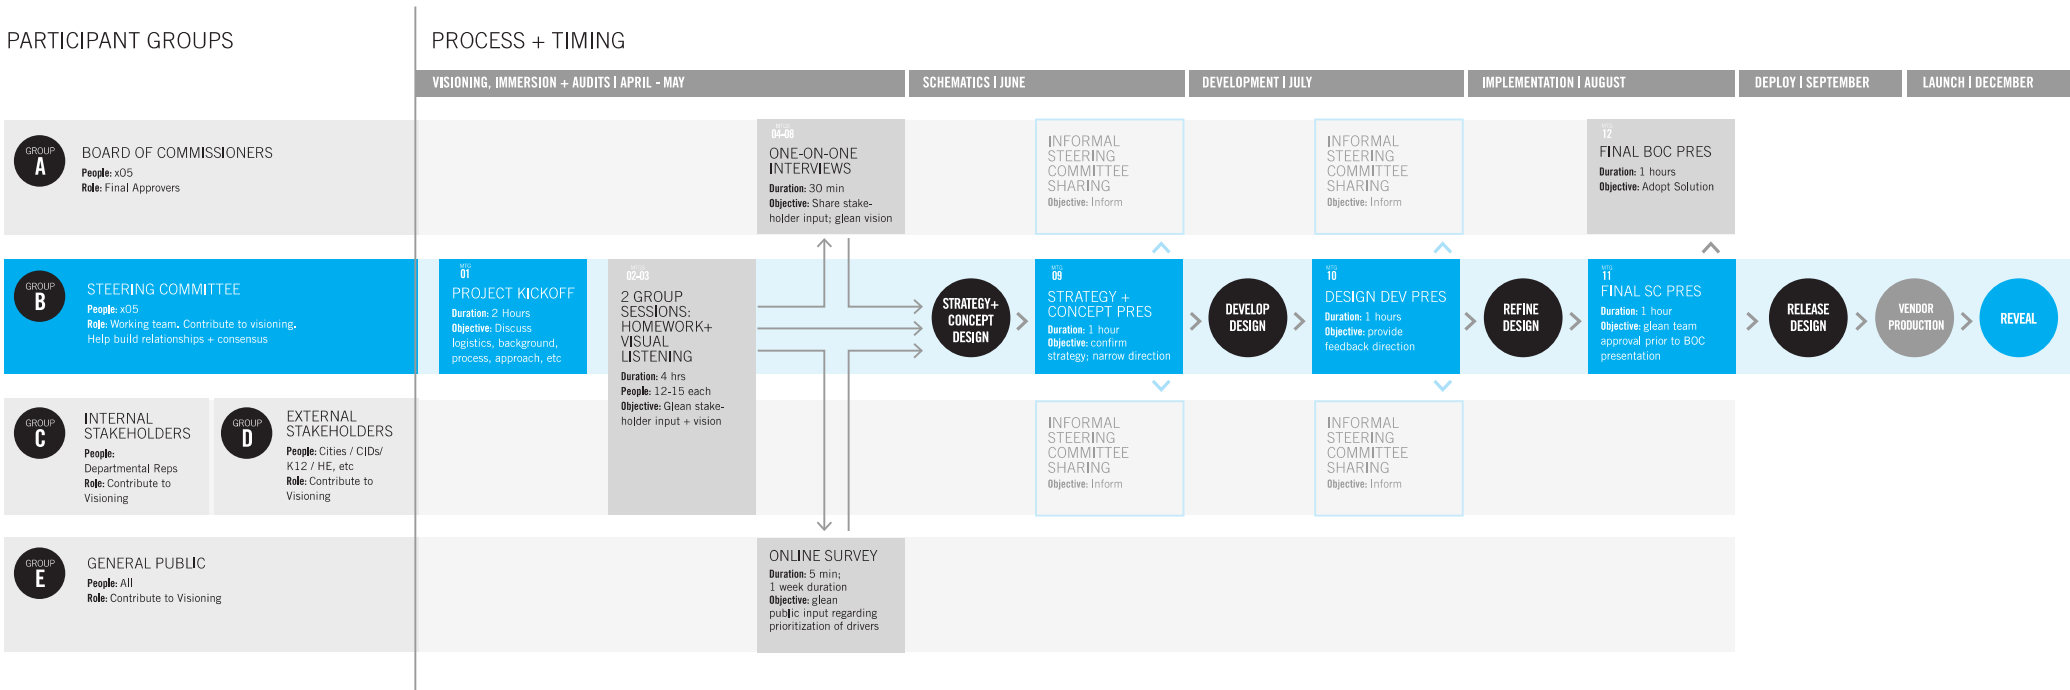 PARTICIPANT GROUPS
PROCESS + TIMING
VISIONING, IMMERSION + AUDITS | APRIL - MAY
SCHEMATICS | JUNE
DEVELOPMENT | JULY
IMPLEMENTATION | AUGUST
DEPLOY | SEPTEMBER
LAUNCH | DECEMBER
GROUP
A
BOARD OF COMMISSIONERS
People: x05
Role: Final Approvers
MTGS
04-08
ONE-ON-ONE
INTERVIEWS
Duration: 30 min
Objective: Share stake-
holder input; glean vision
INFORMAL
STEERING
COMMITTEE
SHARING
Objective: Inform
INFORMAL
STEERING
COMMITTEE
SHARING
Objective: Inform
MTG
12
FINAL BOC PRES
Duration: 1 hours
Objective: Adopt Solution
GROUP
B
STEERING COMMITTEE
People: x05
Role: Working team. Contribute to visioning.
Help build relationships + consensus
MTG
01
PROJECT KICKOFF
Duration: 2 Hours
Objective: Discuss
logistics, background,
process, approach, etc
MTGS
02-03
2 GROUP
SESSIONS:
HOMEWORK+
VISUAL
LISTENING
Duration: 4 hrs
People: 12-15 each
Objective: Glean stake-
holder input + vision
STRATEGY+
CONCEPT
DESIGN
MTG
09
STRATEGY +
CONCEPT PRES
Duration: 1 hour
Objective: confirm
strategy; narrow direction
DEVELOP
DESIGN
MTG
10
DESIGN DEV PRES
Duration: 1 hours
Objective: provide
feedback direction
REFINE
DESIGN
MTG
11
FINAL SC PRES
Duration: 1 hour
Objective: glean team
approval prior to BOC
presentation
RELEASE
DESIGN
VENDOR
PRODUCTION
REVEAL
GROUP
C
INTERNAL
STAKEHOLDERS
People:
Departmental Reps
Role: Contribute to
Visioning
GROUP
D
EXTERNAL
STAKEHOLDERS
People: Cities / CIDs/
K12 / HE, etc
Role: Contribute to
Visioning
INFORMAL
STEERING
COMMITTEE
SHARING
Objective: Inform
INFORMAL
STEERING
COMMITTEE
SHARING
Objective: Inform
GROUP
E
GENERAL PUBLIC
People: All
Role: Contribute to Visioning
ONLINE SURVEY
Duration: 5 min;
1 week duration
Objective: glean
public input regarding
prioritization of drivers